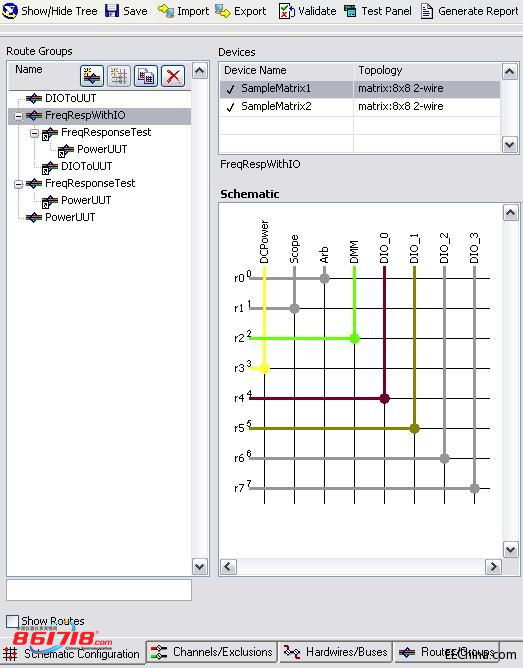 Show/Hide Tree Save Import Export Validate Test Panel Generate Report
Route Groups
Name
DIOToUUT
FreqRespWithIO
FreqResponseTest
PowerUUT
DIOToUUT
FreqResponseTest
PowerUUT
PowerUUT
Devices
Device Name Topology
SampleMatrix1 matrix:8x8 2-wire
SampleMatrix2 matrix:8x8 2-wire
FreqRespWithIO
Schematic
DCPower Scope Arb DMM DIO_0 DIO_1 DIO_2 DIO_3
r0 0
r1 1
r2 2
r3 3
r4 4
r5 5
r6 6
r7 7
Show Routes
861718.com
Schematic Configuration Channels/Exclusions Hardwires/Buses Routes/Groups
EEChina.com